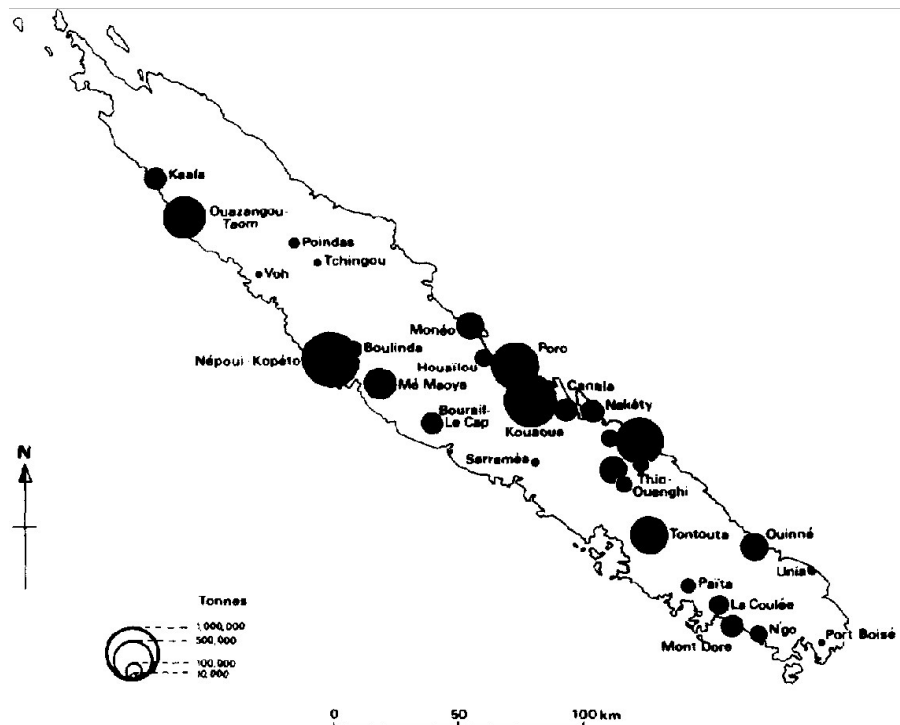 Kaala
Ouazangou-
Taom
Poindas
Tchingou
Voh
Monéo
Poro
Boulinda
Népoui-Kopéto
Houaïlou
Canala
Mé Maoya
Nakéty
Bourail-
Le Cap
Kouaoua
N
Sarraméa
Thio-
Ouenghi
Tontouta
Ouinné
Unia
Païta
Tonnes
La Coulée
1,000,000
500,000
N'go
Port Boisé
Mont Dore
100,000
10,000
0 50 100 km